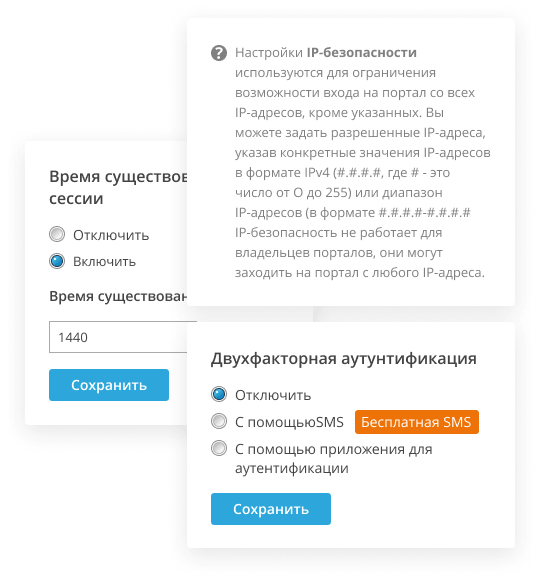 Настройки IP-безопасности
используются для ограничения
возможности входа на портал со всех
IP-адресов, кроме указанных. Вы
можете задать разрешенные IP-адреса,
указав конкретные значения IP-адресов
в формате IPv4 (#.#.#.#, где # - это
число от О до 255) или диапазон
IP-адресов (в формате #.#.#.#-#.#.#.#
IP-безопасность не работает для
владельцев порталов, они могут
заходить на портал с любого IP-адреса.
Время существов
сессии
Отключить
Включить
Время существован
1440
Сохранить
Двухфакторная аутунтификация
Отключить
С помощьюSMS Бесплатная SMS
С помощью приложения для
аутентификации
Сохранить